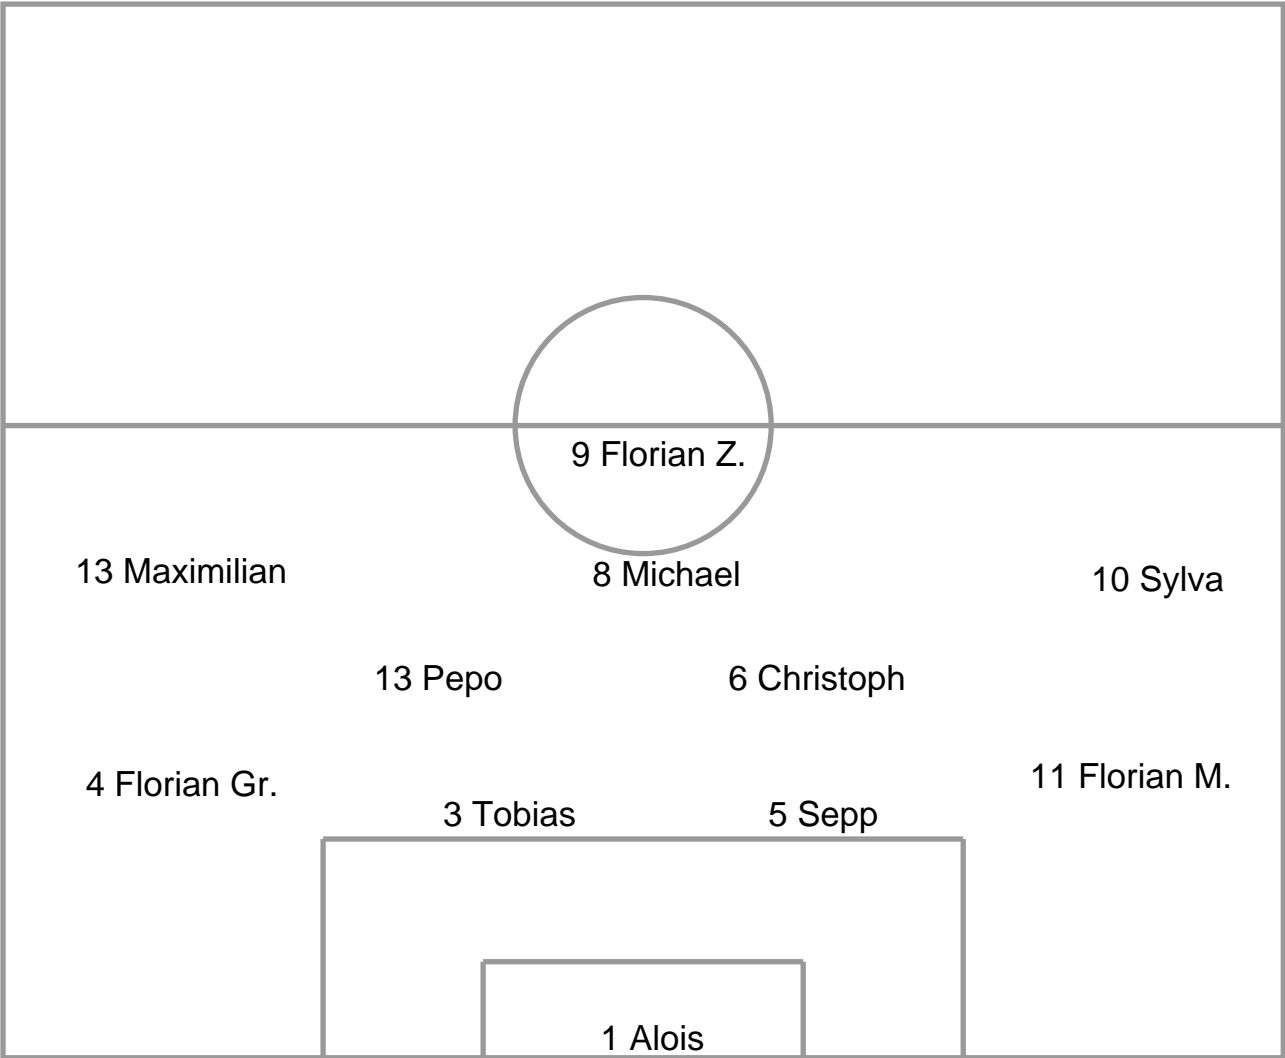 9 Florian Z.
13 Maximilian
8 Michael
10 Sylva
13 Pepo
6 Christoph
4 Florian Gr.
11 Florian M.
3 Tobias
5 Sepp
1 Alois